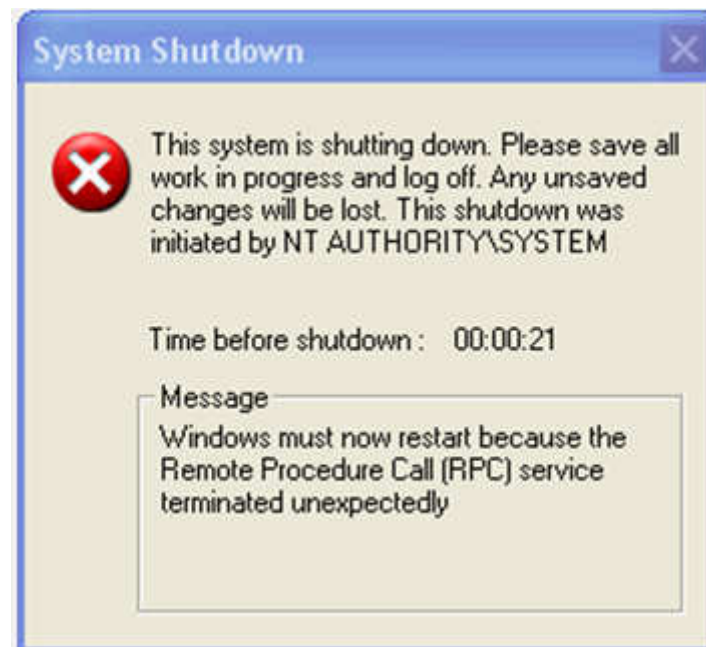 System Shutdown
This system is shutting down. Please save all
work in progress and log off. Any unsaved
changes will be lost. This shutdown was
initiated by NT AUTHORITY\SYSTEM
Time before shutdown : 00:00:21
Message
Windows must now restart because the
Remote Procedure Call (RPC) service
terminated unexpectedly